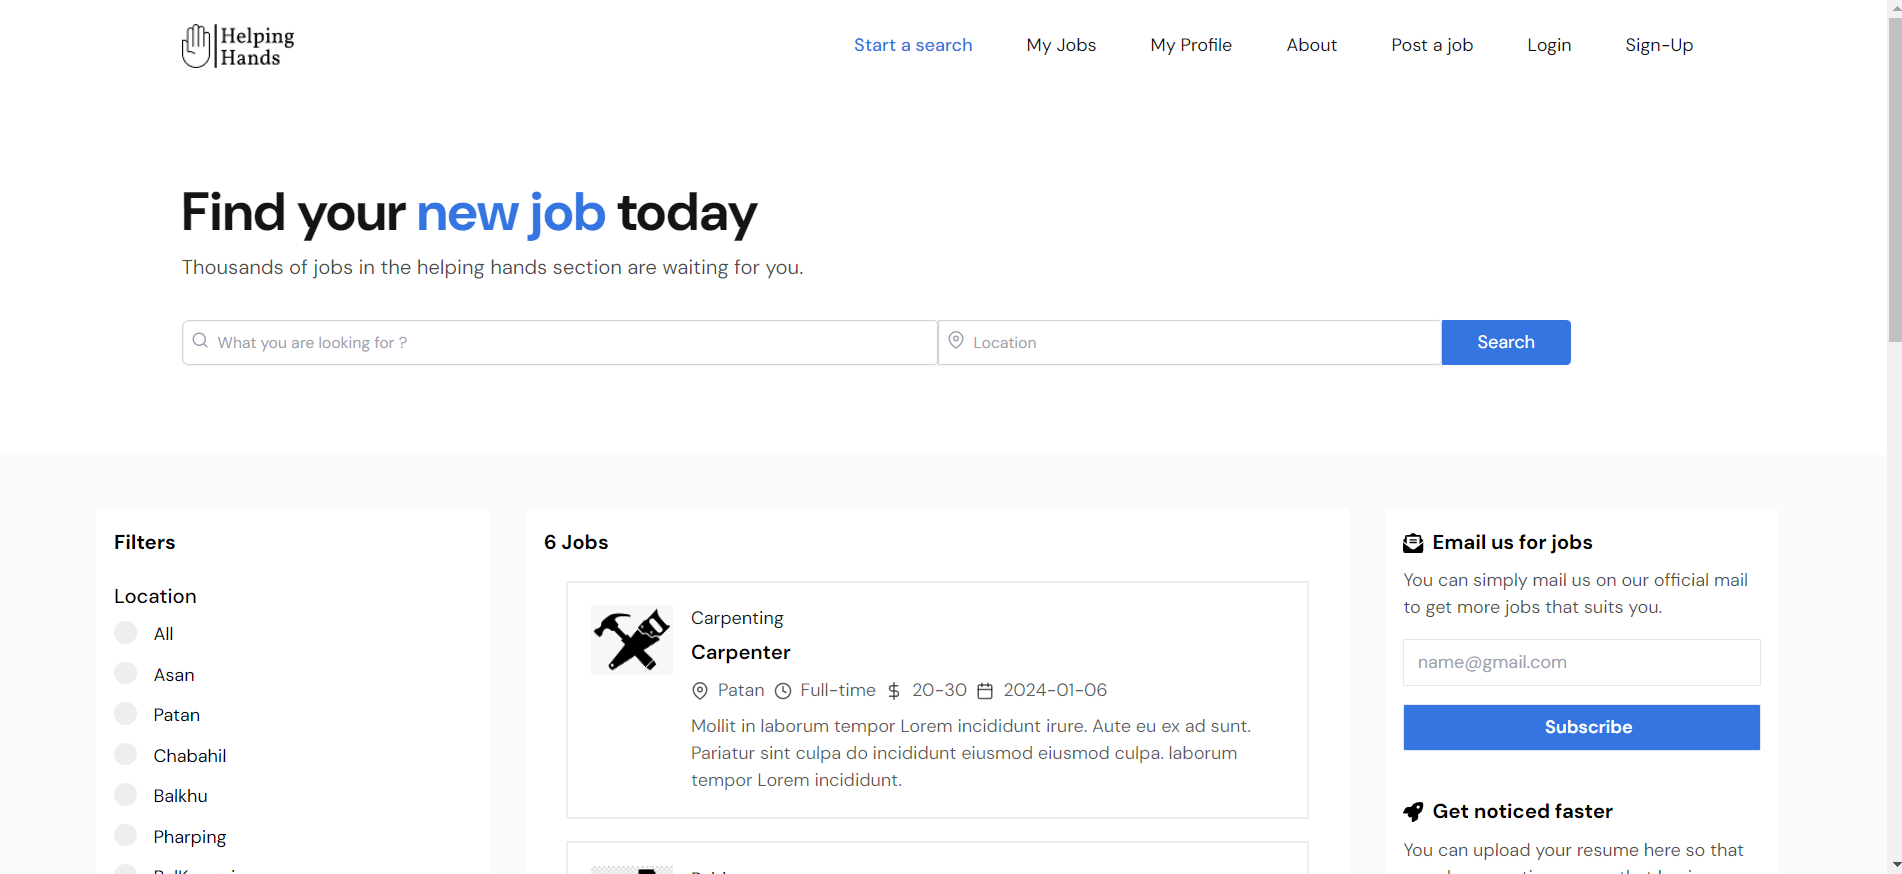 Helping
Hands
Start a search
My Jobs
My Profile
About
Post a job
Login
Sign-Up
Find your new job today
Thousands of jobs in the helping hands section are waiting for you.
What you are looking for ?
Location
Search
Filters
Location
All
Asan
Patan
Chabahil
Balkhu
Pharping
6 Jobs
Carpenting
Carpenter
Patan Full-time 20-30 2024-01-06
Mollit in laborum tempor Lorem incididunt irure. Aute eu ex ad sunt.
Pariatur sint culpa do incididunt eiusmod eiusmod culpa. laborum
tempor Lorem incididunt.
Email us for jobs
You can simply mail us on our official mail
to get more jobs that suits you.
name@gmail.com
Subscribe
Get noticed faster
You can upload your resume here so that